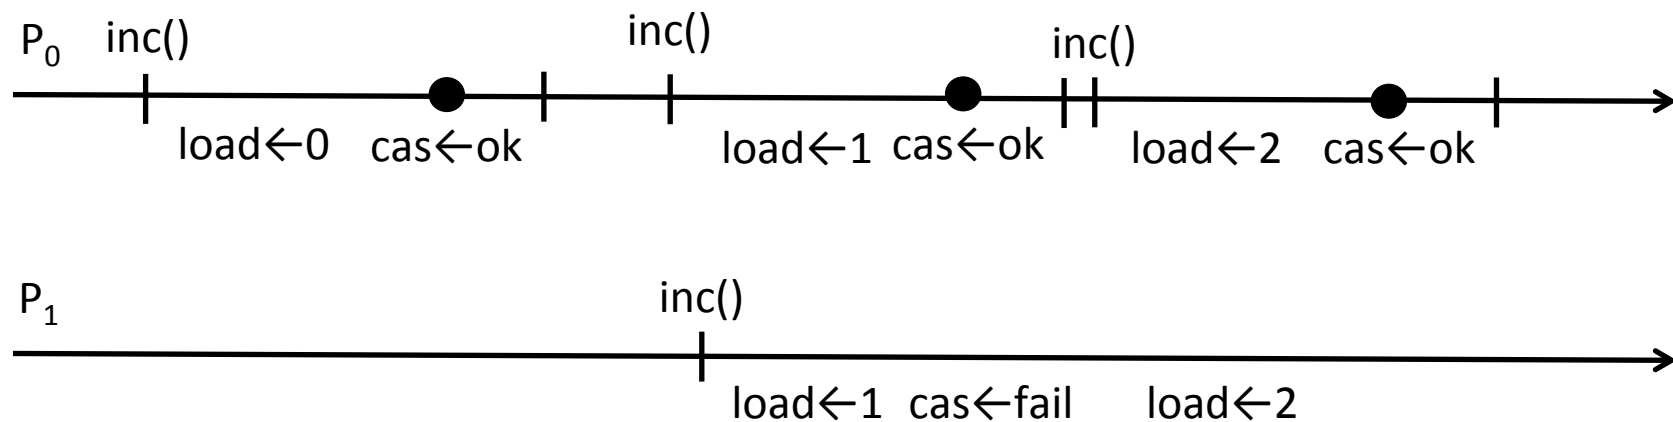 P₀ inc() inc() inc()
load←0 cas←ok load←1 cas←ok load←2 cas←ok
P₁ inc()
load←1 cas←fail load←2